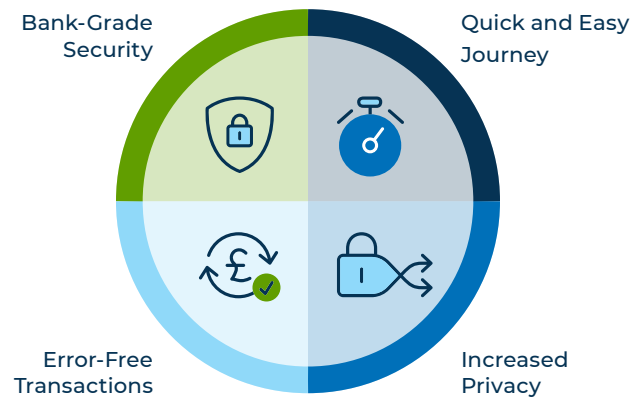 Bank-Grade
Security
Quick and Easy
Journey
£
Error-Free
Transactions
Increased
Privacy